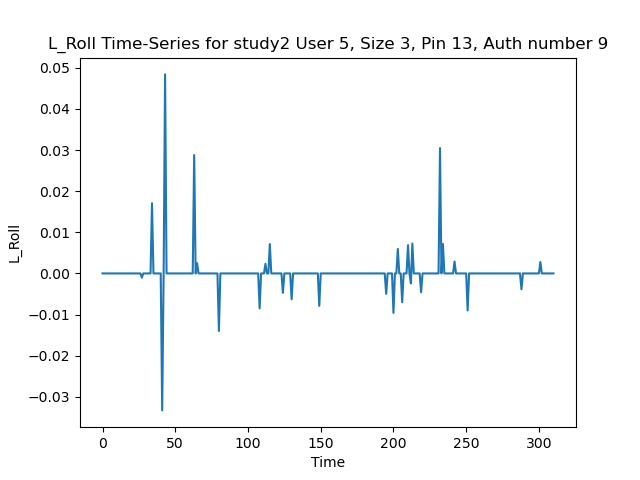 L_Roll Time-Series for study2 User 5, Size 3, Pin 13, Auth number 9
0.05
0.04
0.03
0.02
0.01
0.00
−0.01
−0.02
−0.03
L_Roll
0 50 100 150 200 250 300
Time